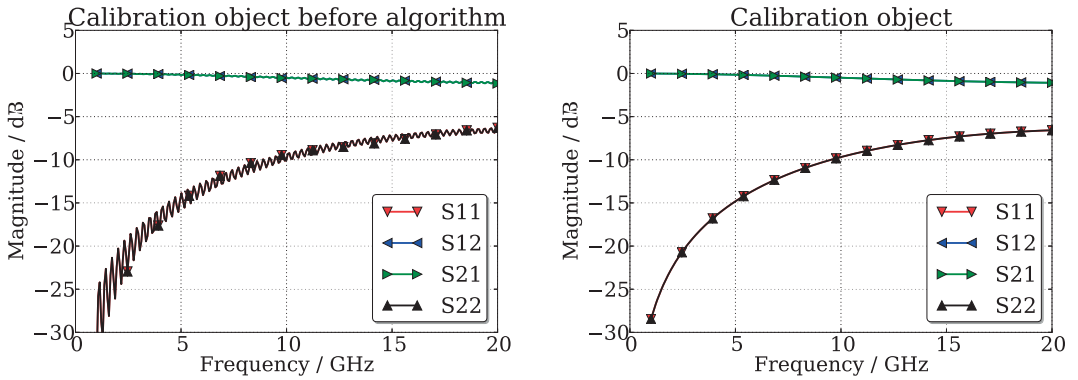 Calibration object before algorithm
5
0
−5
−10
−15
−20
−25
−30
Magnitude / dB
S11
S12
S21
S22
0
5
10
15
20
Frequency / GHz
Calibration object
5
0
−5
−10
−15
−20
−25
−30
Magnitude / dB
S11
S12
S21
S22
0
5
10
15
20
Frequency / GHz